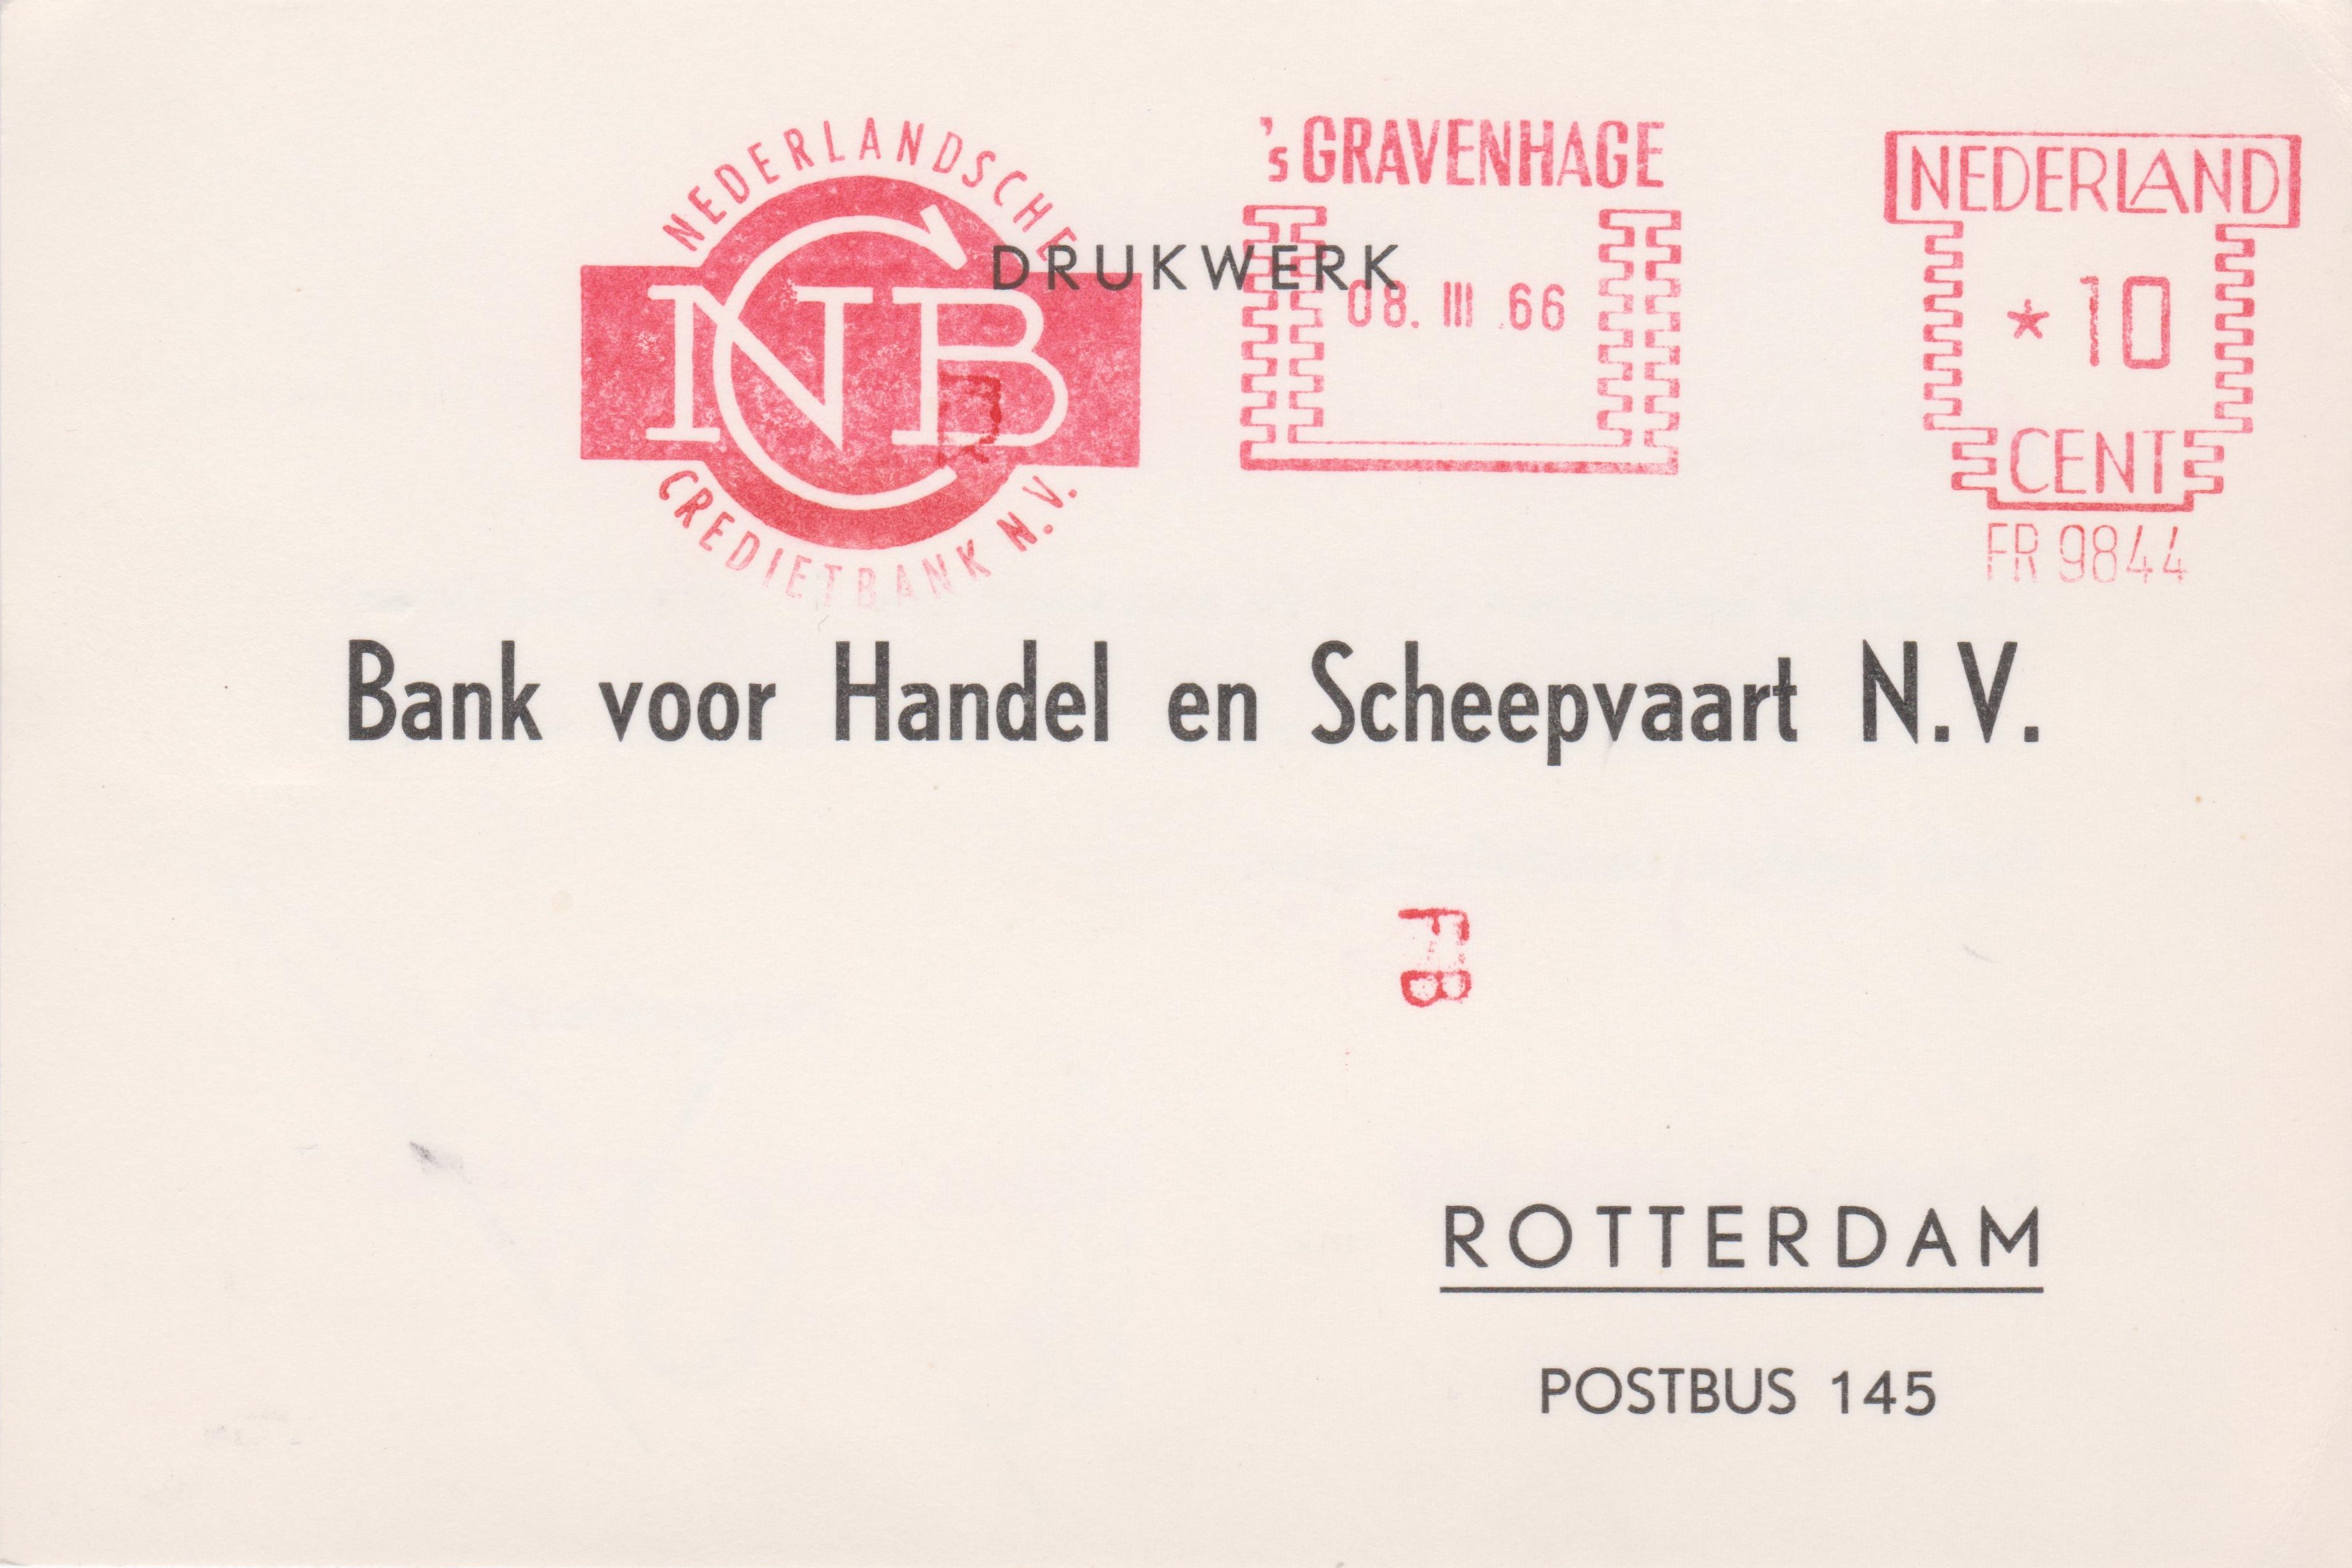 NEDERLANDSCHE
NCB
CREDIETBANK N.V.
DRUKWERK
's GRAVENHAGE
08. III .66
NEDERLAND
* 10
CENT
FR 9844
Bank voor Handel en Scheepvaart N.V.
FB
ROTTERDAM
POSTBUS 145